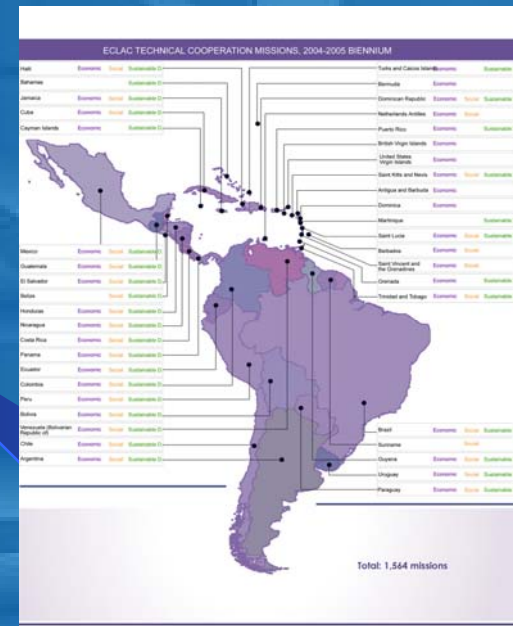 ECLAC TECHNICAL COOPERATION MISSIONS, 2004-2005 BIENNIUM
Haiti Economic Social Sustainable D.
Bahamas Sustainable D.
Jamaica Economic Social Sustainable D.
Cuba Economic Social Sustainable D.
Cayman Islands Economic Sustainable D.
Turks and Caicos Islands Economic Sustainable
Bermuda Economic
Dominican Republic Economic Social Sustainable
Netherlands Antilles Economic Social
Puerto Rico Economic Sustainable
British Virgin Islands Economic
United States
Virgin Islands Economic
Saint Kitts and Nevis Economic Social Sustainable
Antigua and Barbuda Economic
Dominica Economic
Martinique Sustainable
Saint Lucia Economic Social Sustainable
Barbados Economic Social
Saint Vincent and
the Grenadines Economic Social
Grenada Economic Sustainable
Trinidad and Tobago Economic Social Sustainable
Mexico Economic Social Sustainable D.
Guatemala Economic Social Sustainable D.
El Salvador Economic Social Sustainable D.
Belize Social Sustainable D.
Honduras Economic Social Sustainable D.
Nicaragua Economic Social Sustainable D.
Costa Rica Economic Social Sustainable D.
Panama Economic Social Sustainable D.
Ecuador Economic Social Sustainable D.
Colombia Economic Social Sustainable D.
Peru Economic Social Sustainable D.
Bolivia Economic Social Sustainable D.
Venezuela (Bolivarian
Republic of) Economic Social Sustainable D.
Chile Economic Social Sustainable D.
Argentina Economic Social Sustainable D.
Brazil Economic Social Sustainable
Suriname Social
Guyana Economic Social Sustainable
Uruguay Economic Social Sustainable
Paraguay Economic Social Sustainable
Total: 1,564 missions